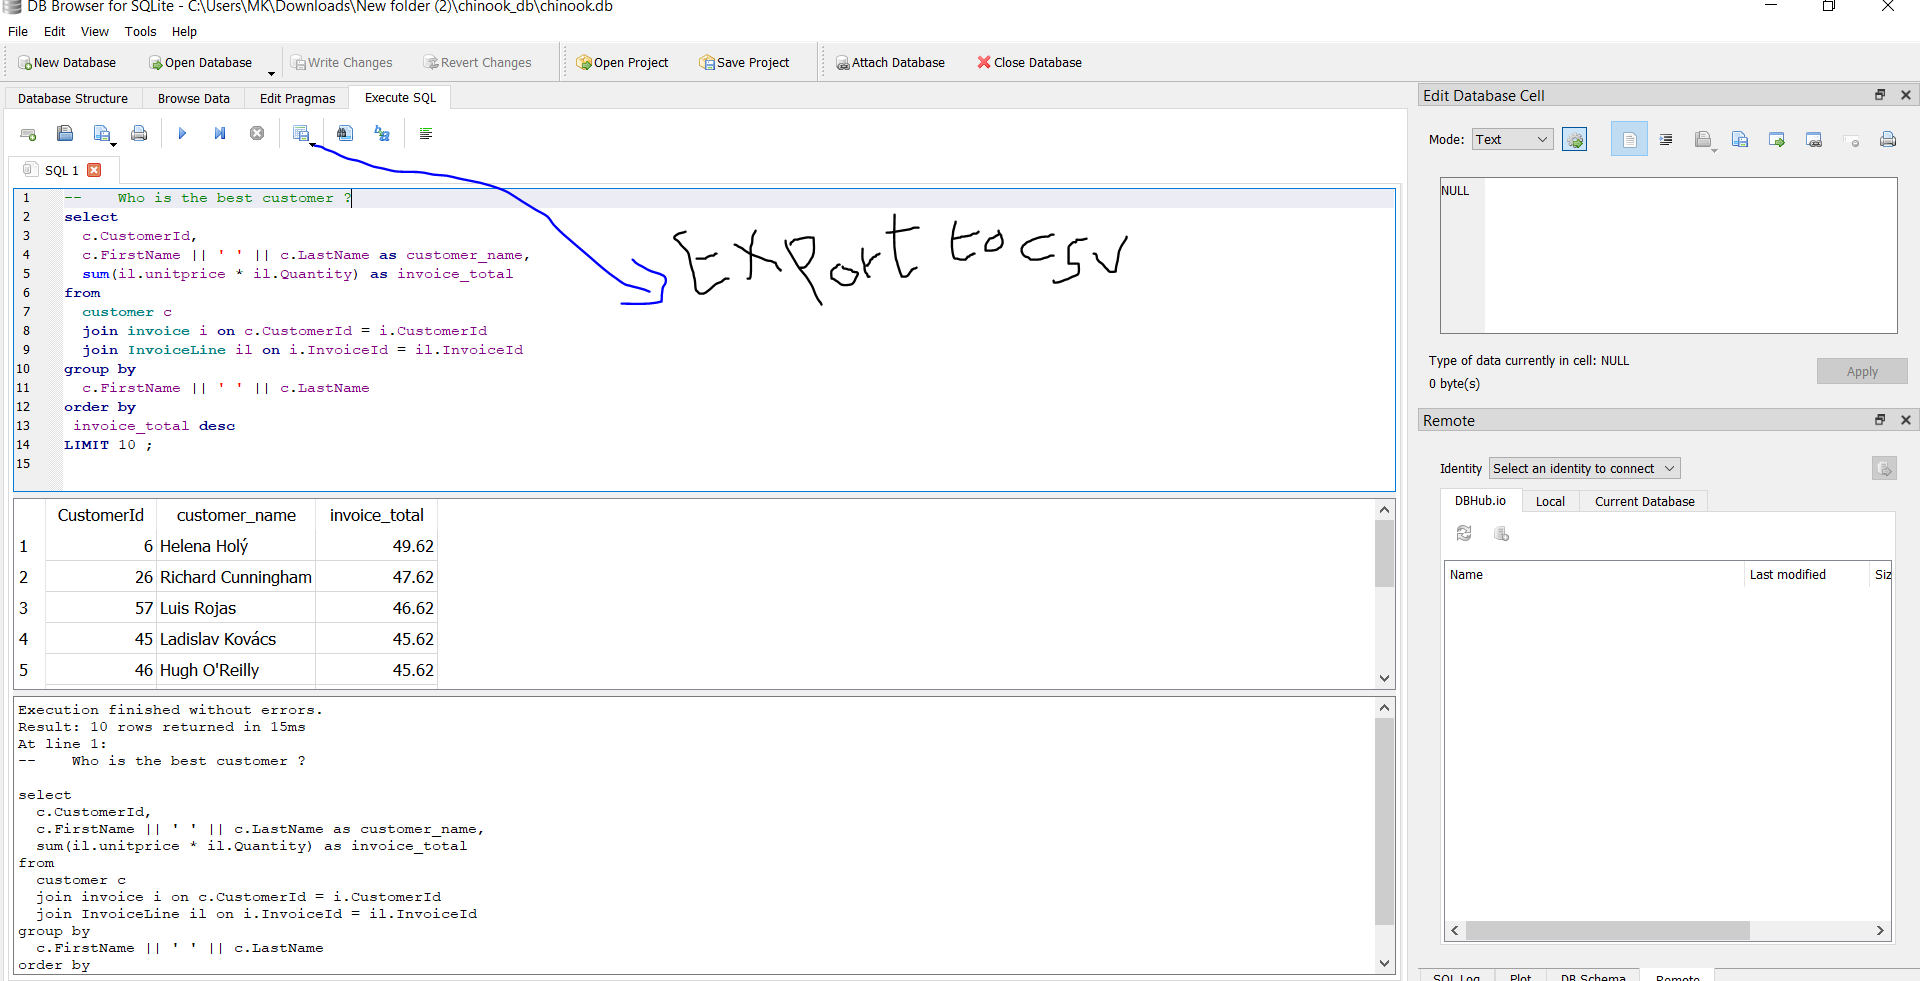 DB Browser for SQLite - C:\Users\MK\Downloads\New folder (2)\chinook_db\chinook.db
File Edit View Tools Help
New Database Open Database Write Changes Revert Changes Open Project Save Project Attach Database Close Database
Database Structure Browse Data Edit Pragmas Execute SQL
SQL 1
1 --    Who is the best customer ?
2 select
3   c.CustomerId,
4   c.FirstName || ' ' || c.LastName as customer_name,
5   sum(il.unitprice * il.Quantity) as invoice_total
6 from
7   customer c
8   join invoice i on c.CustomerId = i.CustomerId
9   join InvoiceLine il on i.InvoiceId = il.InvoiceId
10 group by
11   c.FirstName || ' ' || c.LastName
12 order by
13  invoice_total desc
14 LIMIT 10 ;
15
Export to csv
CustomerId customer_name invoice_total
1 6 Helena Holý 49.62
2 26 Richard Cunningham 47.62
3 57 Luis Rojas 46.62
4 45 Ladislav Kovács 45.62
5 46 Hugh O'Reilly 45.62
Execution finished without errors.
Result: 10 rows returned in 15ms
At line 1:
--    Who is the best customer ?
select
  c.CustomerId,
  c.FirstName || ' ' || c.LastName as customer_name,
  sum(il.unitprice * il.Quantity) as invoice_total
from
  customer c
  join invoice i on c.CustomerId = i.CustomerId
  join InvoiceLine il on i.InvoiceId = il.InvoiceId
group by
  c.FirstName || ' ' || c.LastName
order by
Edit Database Cell
Mode: Text
NULL
Type of data currently in cell: NULL
0 byte(s)
Apply
Remote
Identity Select an identity to connect
DBHub.io Local Current Database
Name Last modified Siz
SQL Log Plot DB Schema Remote